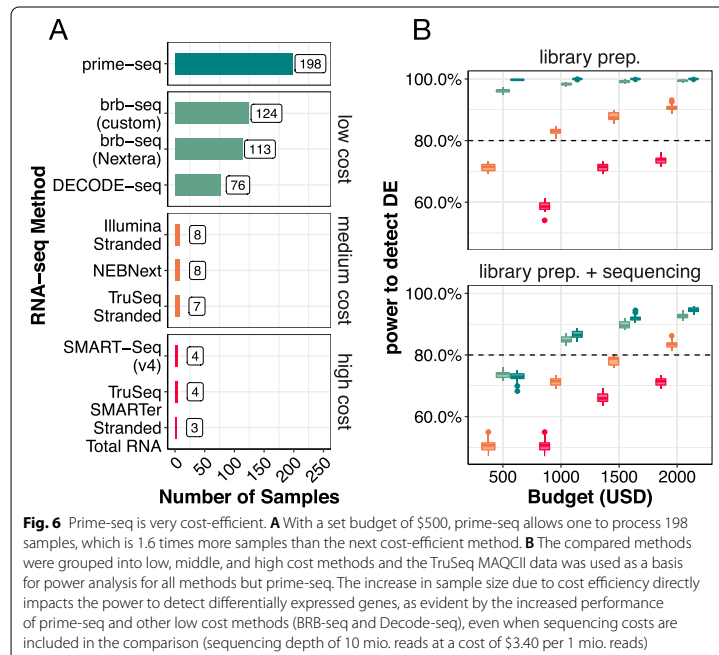 A
prime–seq
198
brb–seq
(custom)
124
brb–seq
(Nextera)
113
DECODE–seq
76
low cost
Illumina
Stranded
8
NEBNext
8
TruSeq
Stranded
7
medium cost
SMART–Seq
(v4)
4
TruSeq
4
SMARTer
Stranded
Total RNA
3
high cost
RNA–seq Method
0
50
100
150
200
250
Number of Samples
B
library prep.
100.0%
80.0%
60.0%
library prep. + sequencing
100.0%
80.0%
60.0%
power to detect DE
500
1000
1500
2000
Budget (USD)
Fig. 6 Prime-seq is very cost-efficient. A With a set budget of $500, prime-seq allows one to process 198
samples, which is 1.6 times more samples than the next cost-efficient method. B The compared methods
were grouped into low, middle, and high cost methods and the TruSeq MAQCII data was used as a basis
for power analysis for all methods but prime-seq. The increase in sample size due to cost efficiency directly
impacts the power to detect differentially expressed genes, as evident by the increased performance
of prime-seq and other low cost methods (BRB-seq and Decode-seq), even when sequencing costs are
included in the comparison (sequencing depth of 10 mio. reads at a cost of $3.40 per 1 mio. reads)